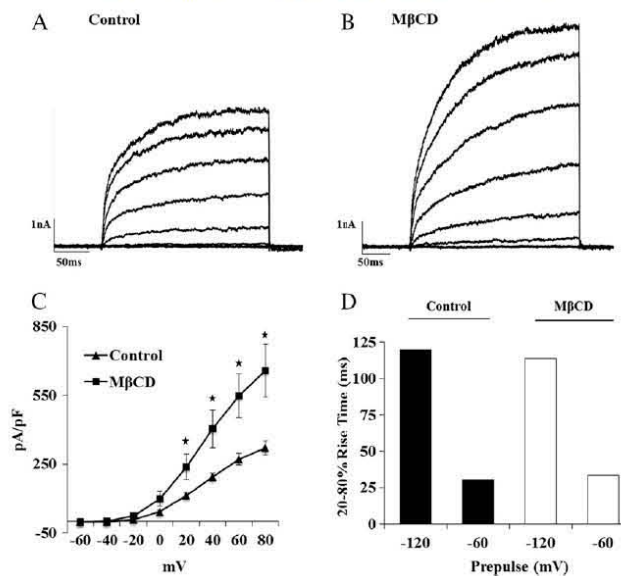 A
Control
1nA
50ms
B
MβCD
1nA
50ms
C
850
550
250
-50
pA/pF
Control
MβCD
★
★
★
★
-60 -40 -20 0 20 40 60 80
mV
D
Control
MβCD
125
100
75
50
25
0
20-80% Rise Time (ms)
-120 -60 -120 -60
Prepulse (mV)